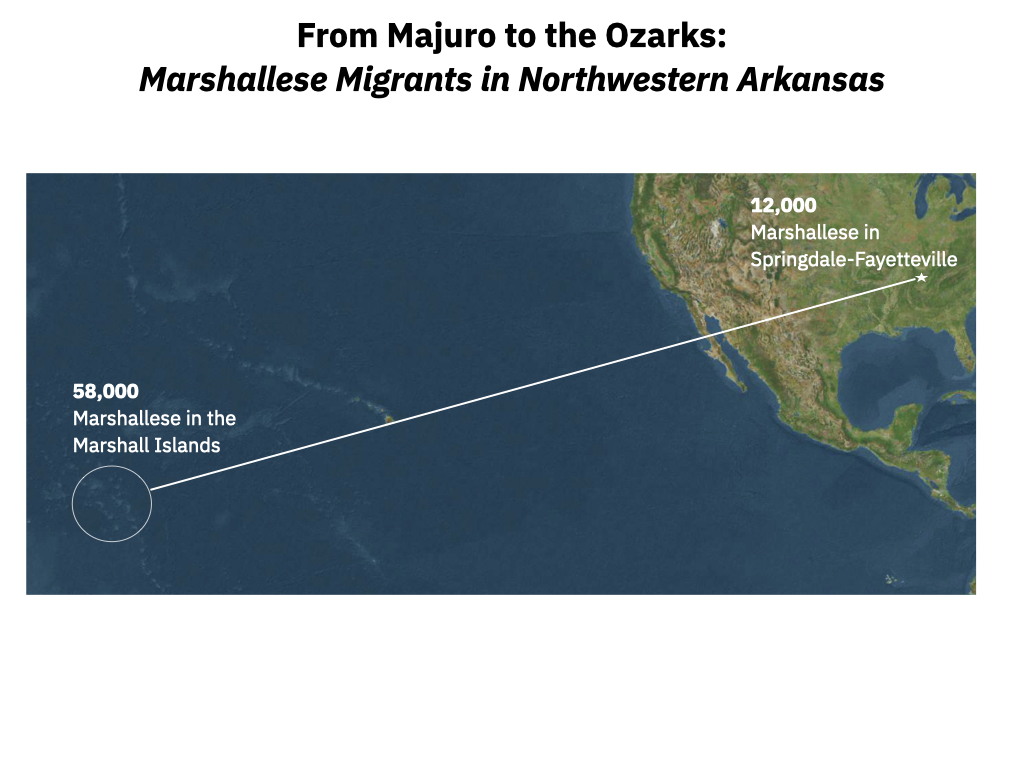 From Majuro to the Ozarks:
Marshallese Migrants in Northwestern Arkansas
12,000
Marshallese in
Springdale-Fayetteville
58,000
Marshallese in the
Marshall Islands